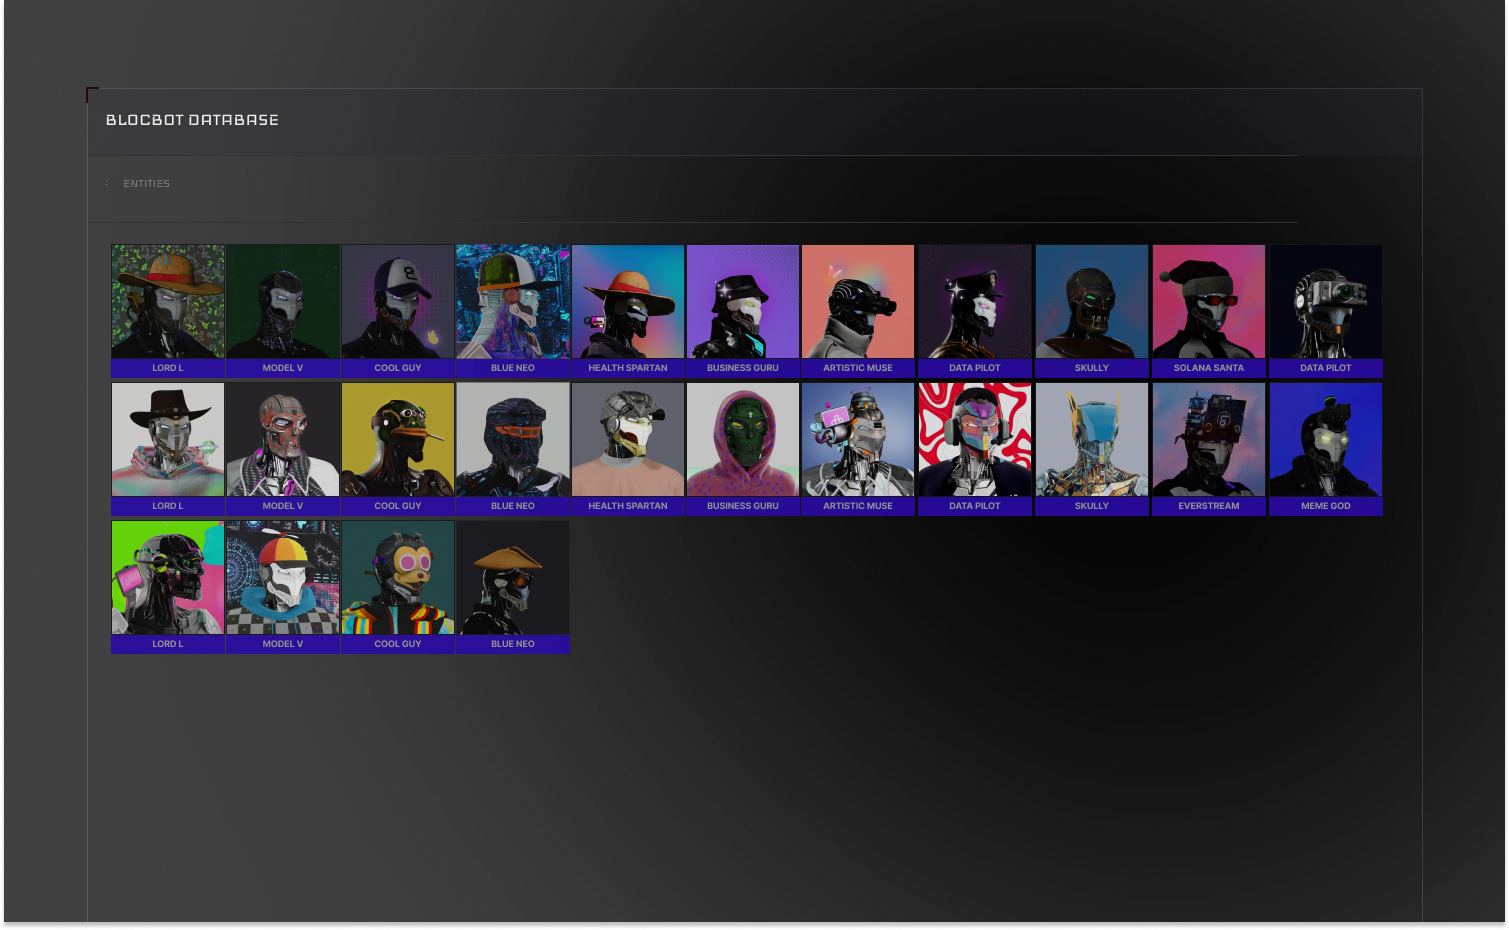 BLOCBOT DATABASE
: ENTITIES
LORD L MODEL V COOL GUY BLUE NEO HEALTH SPARTAN BUSINESS GURU ARTISTIC MUSE DATA PILOT SKULLY SOLANA SANTA DATA PILOT
LORD L MODEL V COOL GUY BLUE NEO HEALTH SPARTAN BUSINESS GURU ARTISTIC MUSE DATA PILOT SKULLY EVERSTREAM MEME GOD
LORD L MODEL V COOL GUY BLUE NEO